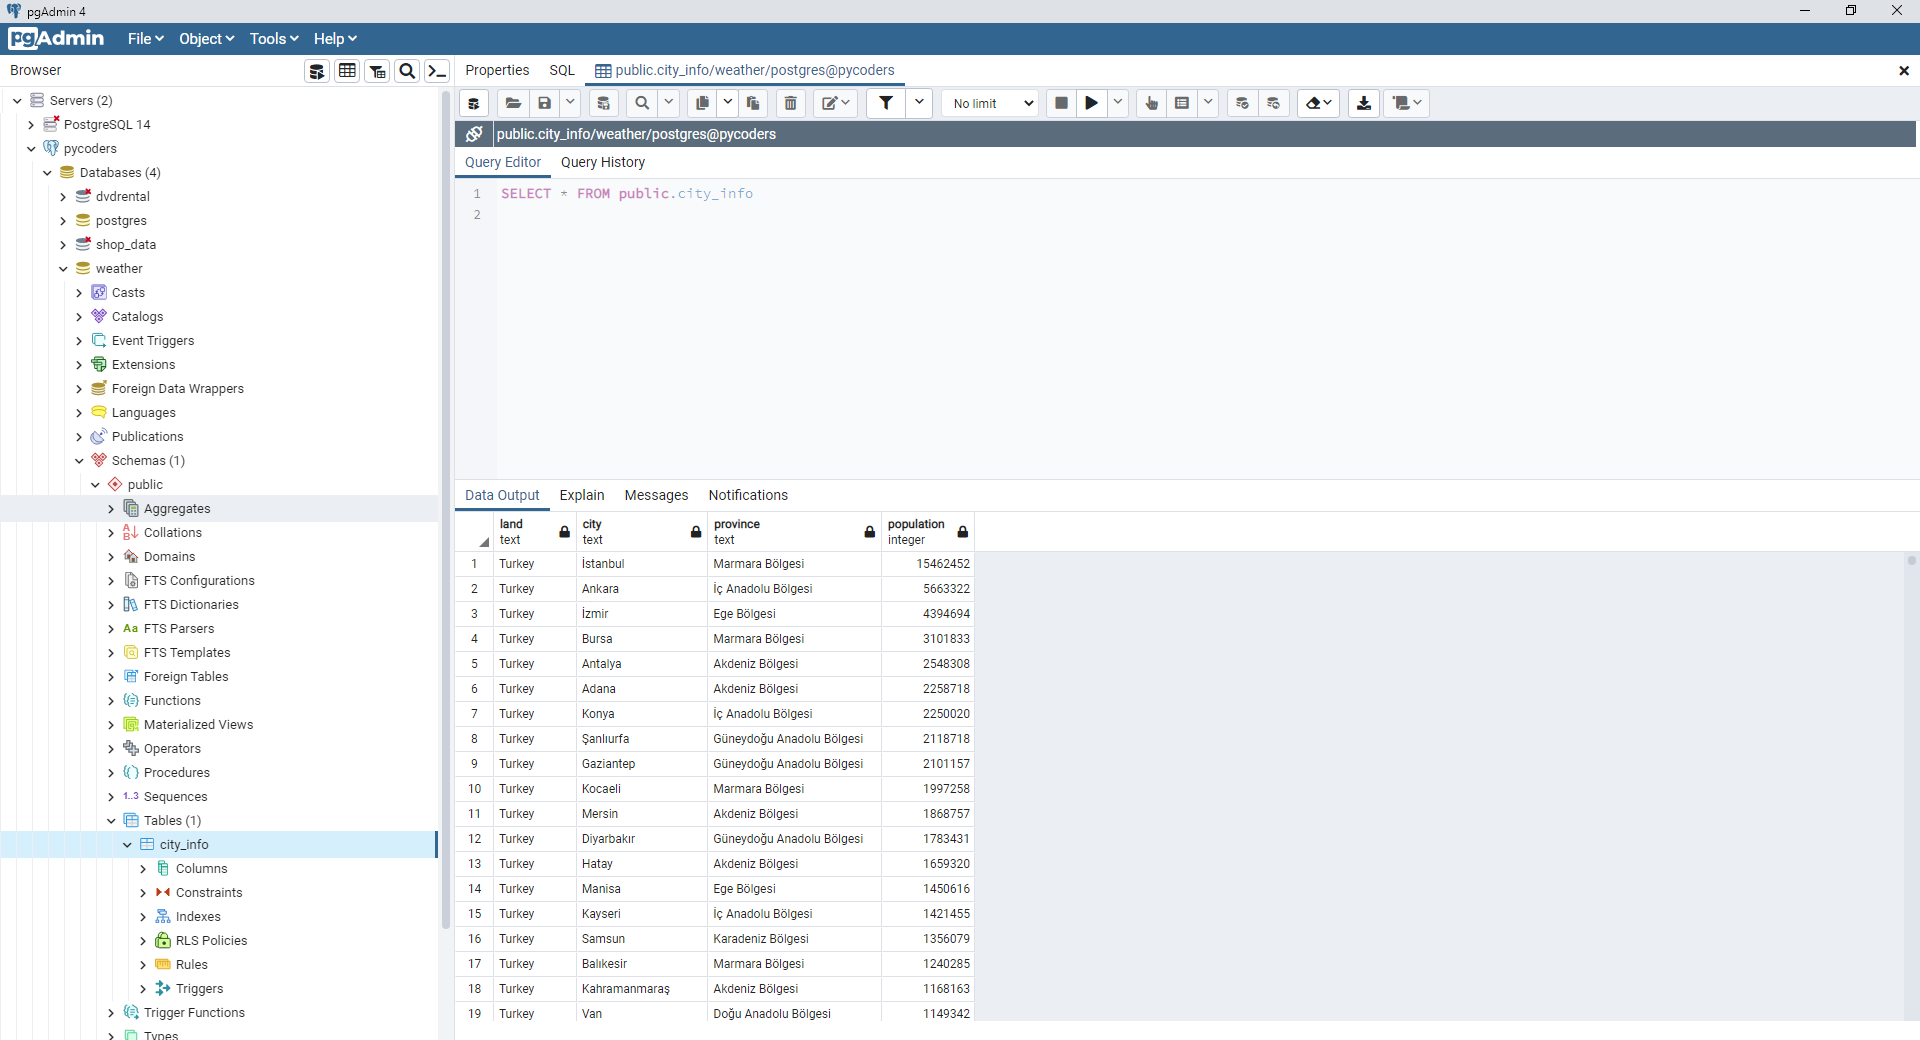 pgAdmin 4
pgAdmin File Object Tools Help
Browser
Properties SQL public.city_info/weather/postgres@pycoders
No limit
public.city_info/weather/postgres@pycoders
Query Editor Query History
1 SELECT * FROM public.city_info
2
Servers (2)
PostgreSQL 14
pycoders
Databases (4)
dvdrental
postgres
shop_data
weather
Casts
Catalogs
Event Triggers
Extensions
Foreign Data Wrappers
Languages
Publications
Schemas (1)
public
Aggregates
Collations
Domains
FTS Configurations
FTS Dictionaries
Aa FTS Parsers
FTS Templates
Foreign Tables
Functions
Materialized Views
Operators
Procedures
1..3 Sequences
Tables (1)
city_info
Columns
Constraints
Indexes
RLS Policies
Rules
Triggers
Trigger Functions
Types
Data Output Explain Messages Notifications
land city province population
text text text integer
1 Turkey İstanbul Marmara Bölgesi 15462452
2 Turkey Ankara İç Anadolu Bölgesi 5663322
3 Turkey İzmir Ege Bölgesi 4394694
4 Turkey Bursa Marmara Bölgesi 3101833
5 Turkey Antalya Akdeniz Bölgesi 2548308
6 Turkey Adana Akdeniz Bölgesi 2258718
7 Turkey Konya İç Anadolu Bölgesi 2250020
8 Turkey Şanlıurfa Güneydoğu Anadolu Bölgesi 2118718
9 Turkey Gaziantep Güneydoğu Anadolu Bölgesi 2101157
10 Turkey Kocaeli Marmara Bölgesi 1997258
11 Turkey Mersin Akdeniz Bölgesi 1868757
12 Turkey Diyarbakır Güneydoğu Anadolu Bölgesi 1783431
13 Turkey Hatay Akdeniz Bölgesi 1659320
14 Turkey Manisa Ege Bölgesi 1450616
15 Turkey Kayseri İç Anadolu Bölgesi 1421455
16 Turkey Samsun Karadeniz Bölgesi 1356079
17 Turkey Balıkesir Marmara Bölgesi 1240285
18 Turkey Kahramanmaraş Akdeniz Bölgesi 1168163
19 Turkey Van Doğu Anadolu Bölgesi 1149342